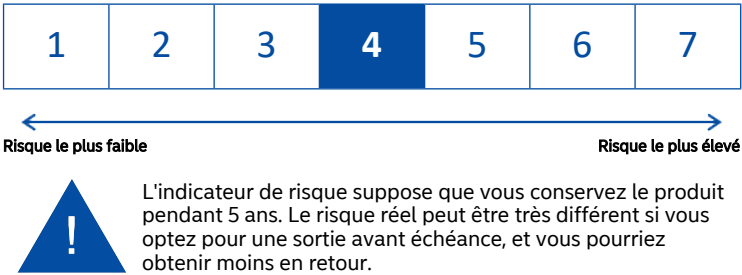 1 2 3 4 5 6 7
Risque le plus faible Risque le plus élevé
!
L'indicateur de risque suppose que vous conservez le produit
pendant 5 ans. Le risque réel peut être très différent si vous
optez pour une sortie avant échéance, et vous pourriez
obtenir moins en retour.